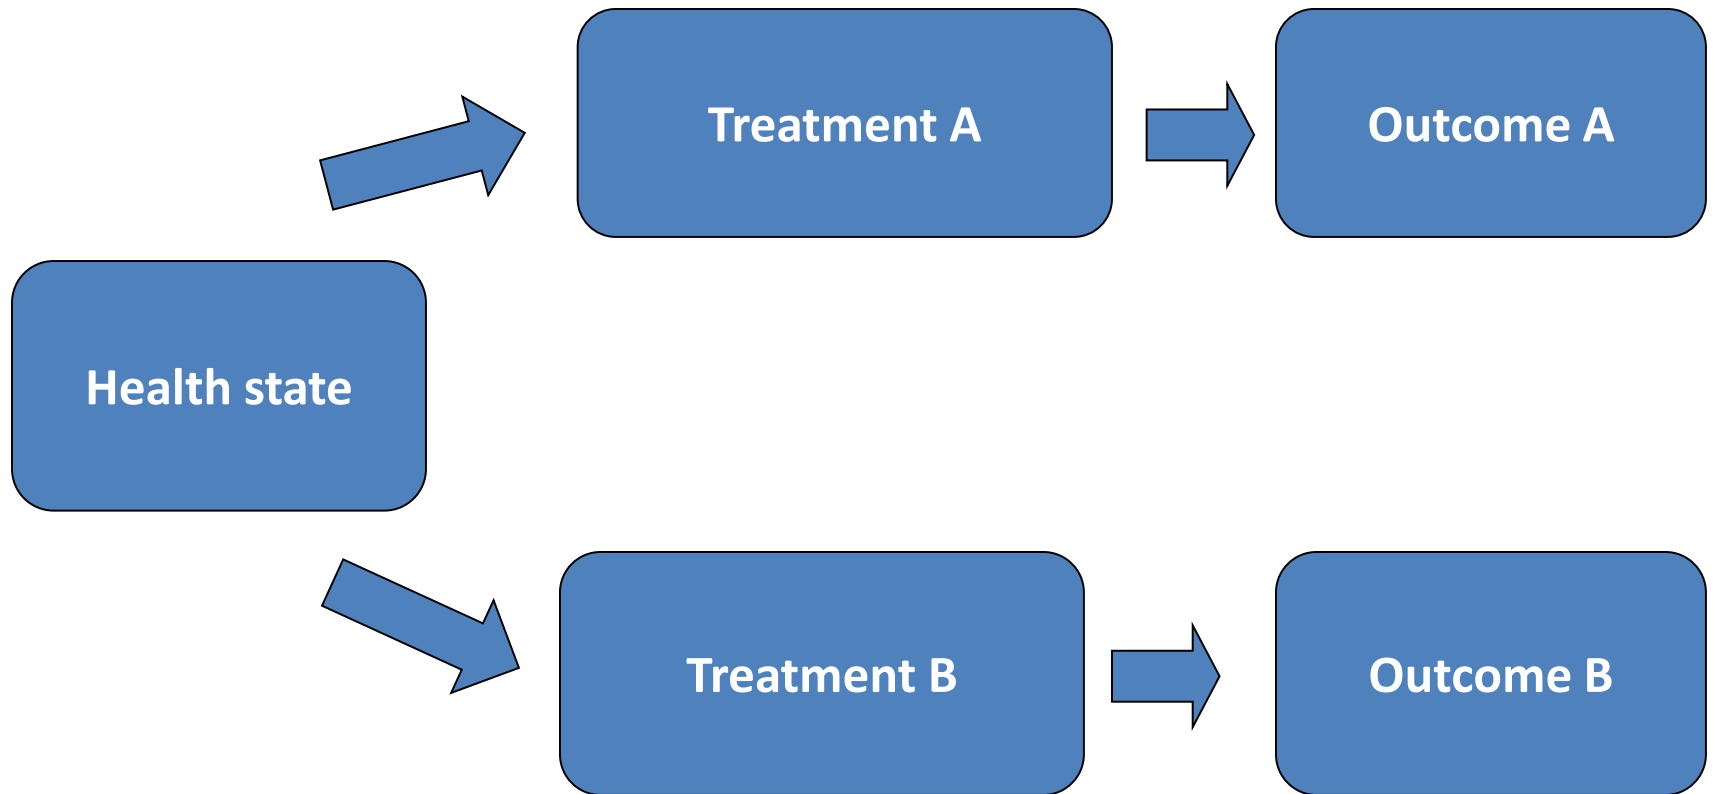 Treatment A
Outcome A
Health state
Treatment B
Outcome B